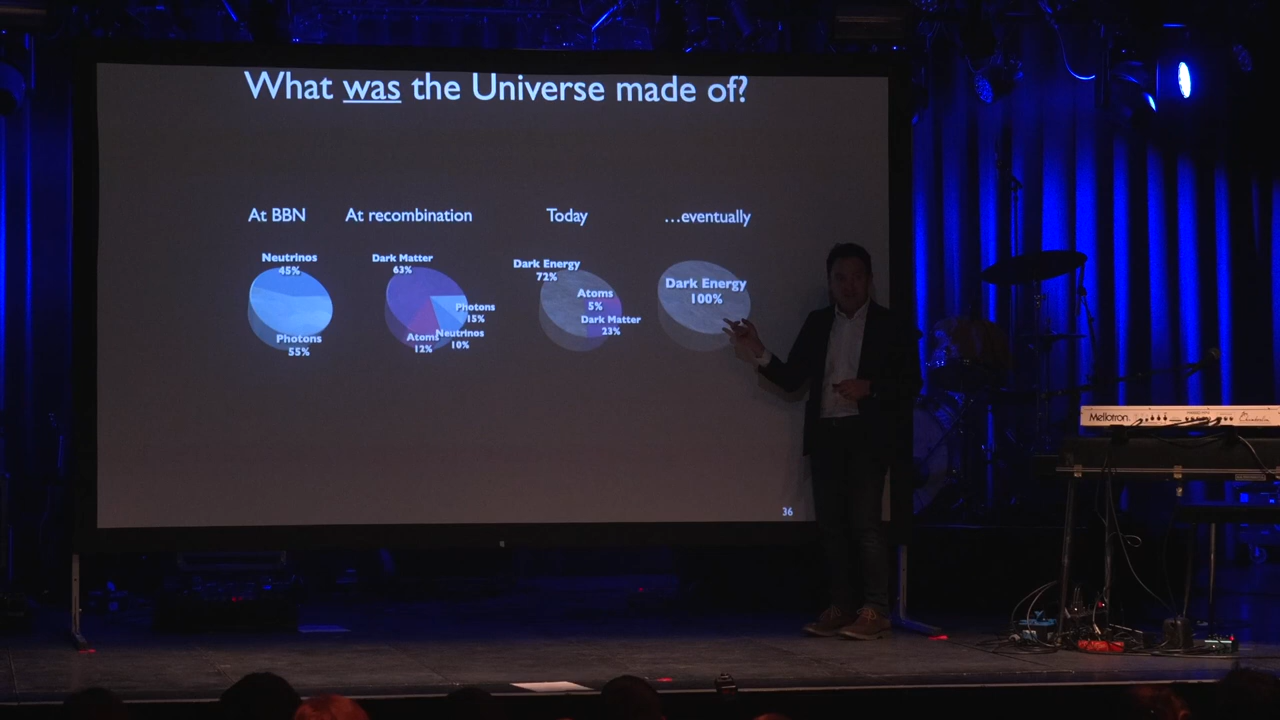 What was the Universe made of?
At BBN
Neutrinos
45%
Photons
55%
At recombination
Dark Matter
63%
Photons
15%
Neutrinos
10%
Atoms
12%
Today
Dark Energy
72%
Atoms
5%
Dark Matter
23%
...eventually
Dark Energy
100%
36
Mellotron